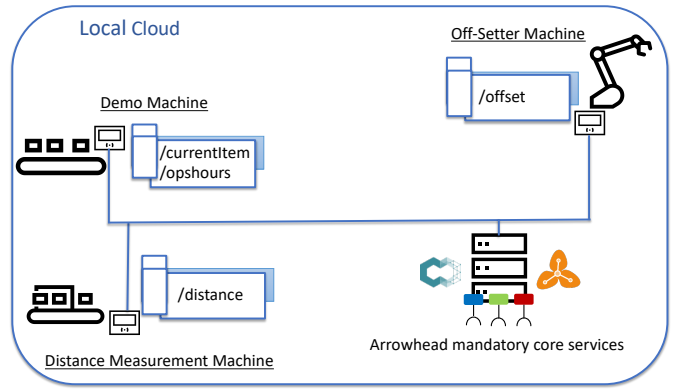 Local Cloud
Off-Setter Machine
/offset
Demo Machine
/currentItem
/opshours
/distance
Distance Measurement Machine
Arrowhead mandatory core services